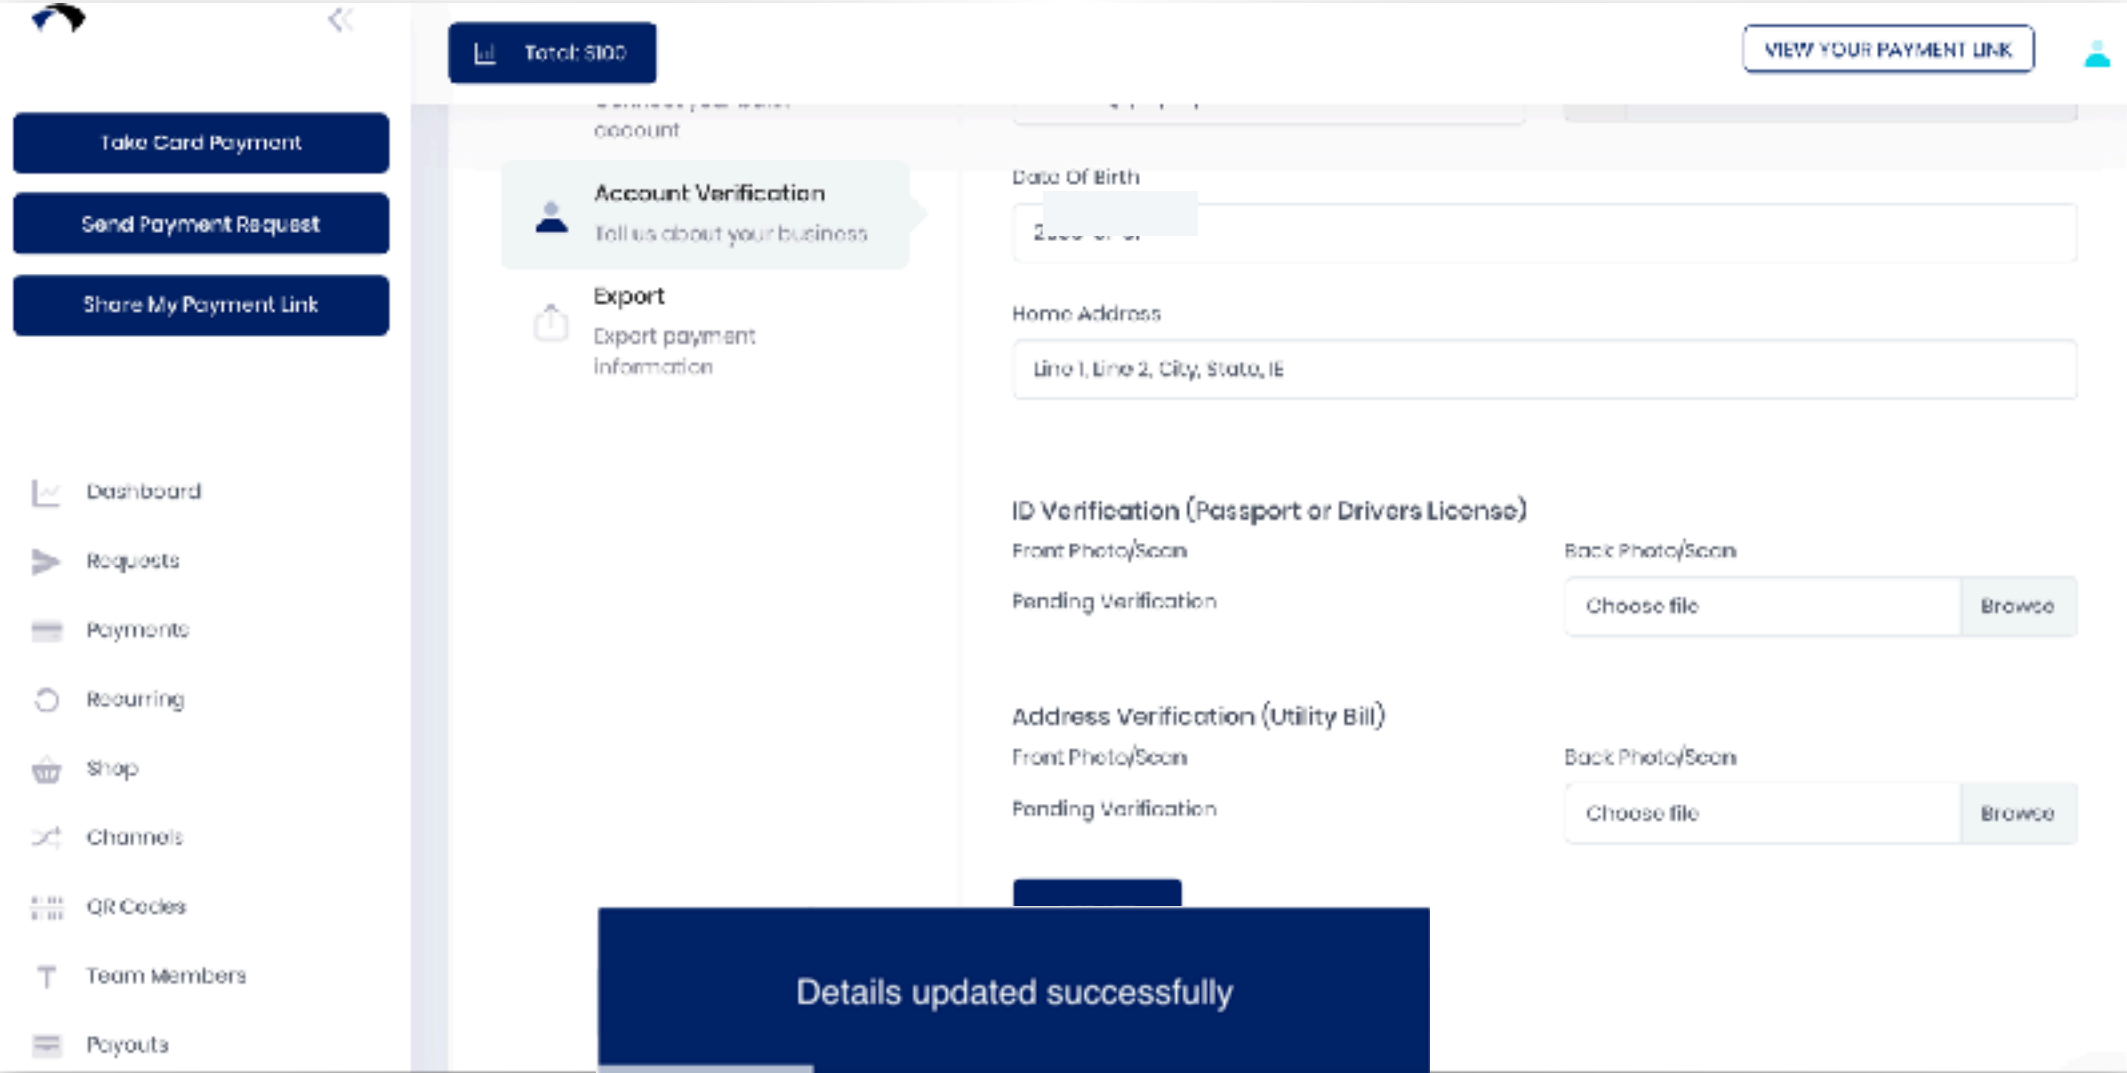 Total: $100
VIEW YOUR PAYMENT LINK
Take Card Payment
Send Payment Request
Share My Payment Link
Dashboard
Requests
Payments
Recurring
Shop
Channels
QR Codes
Team Members
Payouts
account
Account Verification
Tell us about your business
Export
Export payment
information
Date Of Birth
Home Address
Line 1, Line 2, City, State, IE
ID Verification (Passport or Drivers License)
Front Photo/Scan
Back Photo/Scan
Pending Verification
Choose file
Browse
Address Verification (Utility Bill)
Front Photo/Scan
Back Photo/Scan
Pending Verification
Choose file
Browse
Details updated successfully